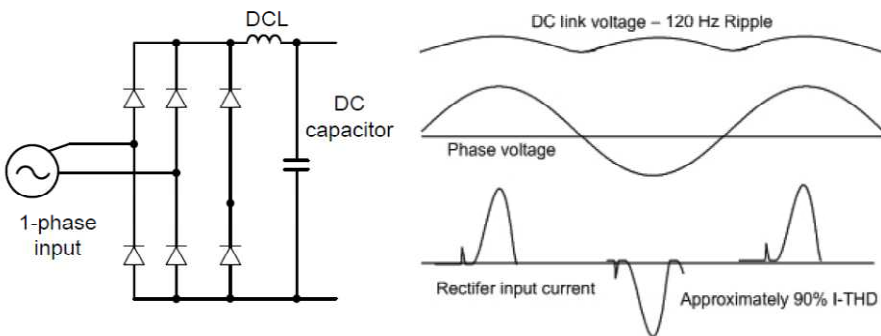 DCL
DC
capacitor
1-phase
input
DC link voltage – 120 Hz Ripple
Phase voltage
Rectifer input current
Approximately 90% I-THD